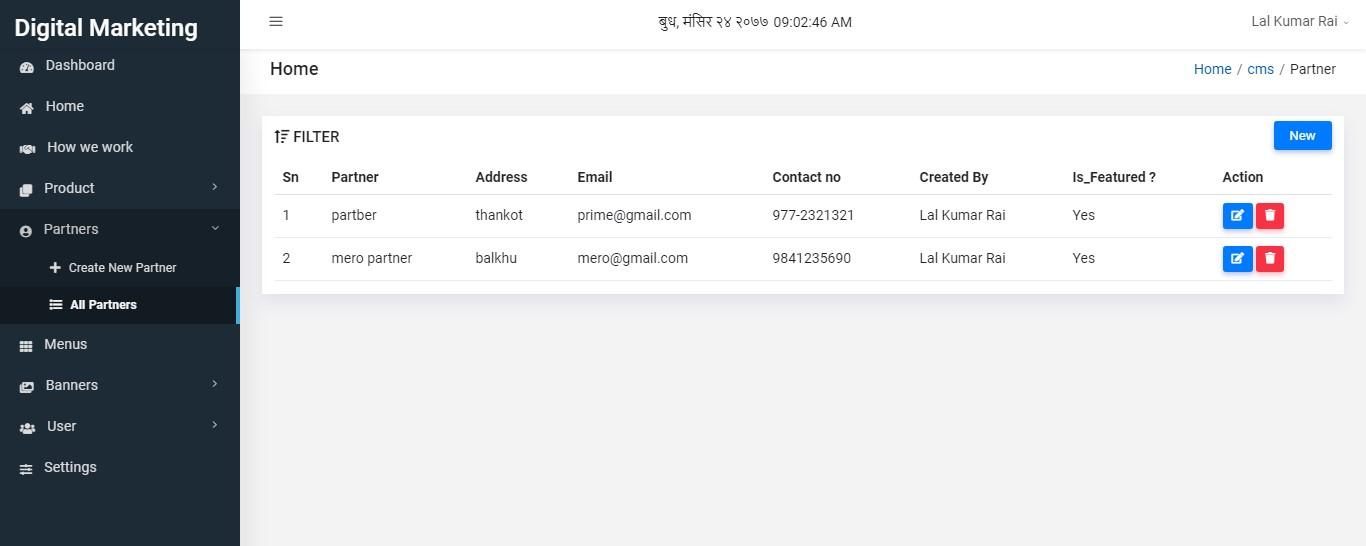 Digital Marketing
Dashboard
Home
How we work
Product
Partners
Create New Partner
All Partners
Menus
Banners
User
Settings
बुध, मंसिर २४ २०७७ 09:02:46 AM
Lal Kumar Rai
Home
Home / cms / Partner
FILTER
New
Sn Partner Address Email Contact no Created By Is_Featured ? Action
1 partber thankot prime@gmail.com 977-2321321 Lal Kumar Rai Yes
2 mero partner balkhu mero@gmail.com 9841235690 Lal Kumar Rai Yes